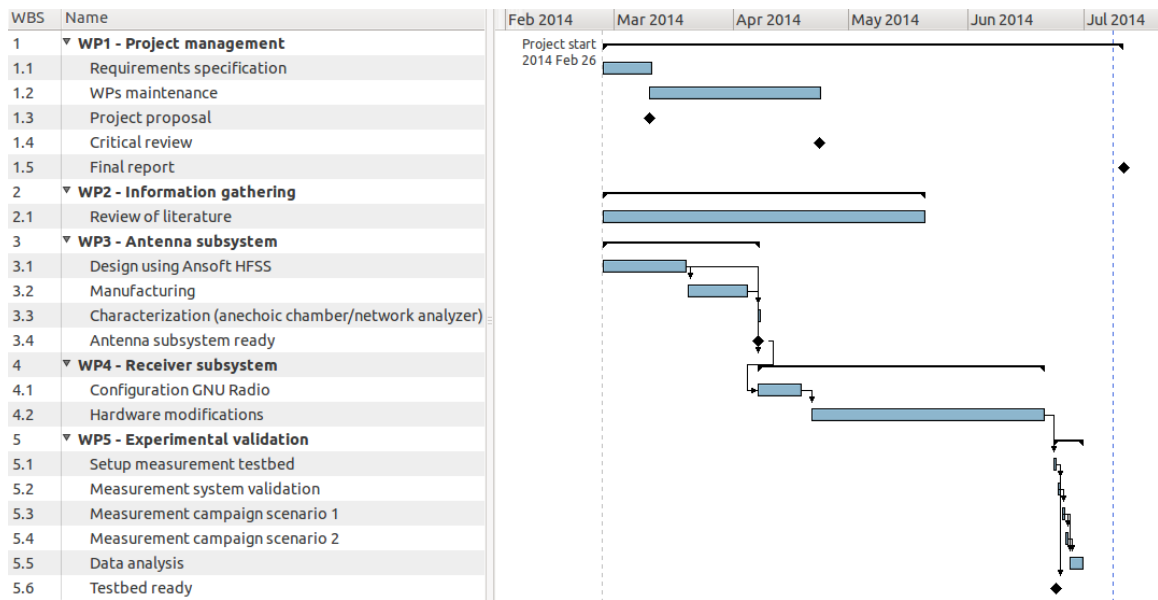 WBS Name Feb 2014 Mar 2014 Apr 2014 May 2014 Jun 2014 Jul 2014
1 WP1 - Project management Project start
2014 Feb 26
1.1 Requirements specification
1.2 WPs maintenance
1.3 Project proposal
1.4 Critical review
1.5 Final report
2 WP2 - Information gathering
2.1 Review of literature
3 WP3 - Antenna subsystem
3.1 Design using Ansoft HFSS
3.2 Manufacturing
3.3 Characterization (anechoic chamber/network analyzer)
3.4 Antenna subsystem ready
4 WP4 - Receiver subsystem
4.1 Configuration GNU Radio
4.2 Hardware modifications
5 WP5 - Experimental validation
5.1 Setup measurement testbed
5.2 Measurement system validation
5.3 Measurement campaign scenario 1
5.4 Measurement campaign scenario 2
5.5 Data analysis
5.6 Testbed ready